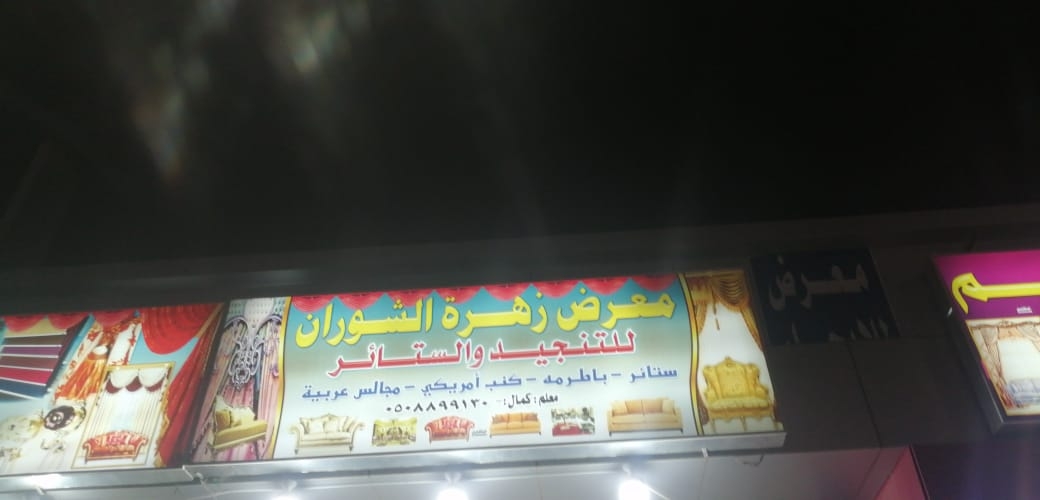 معرض زهرة الشوران
للتنجيد والستائر
ستائر - باطرمه - كنب أمريكي - مجالس عربية
معلم : كمال :- ٠٥٠٨٨٩٩١٣٠
معرض